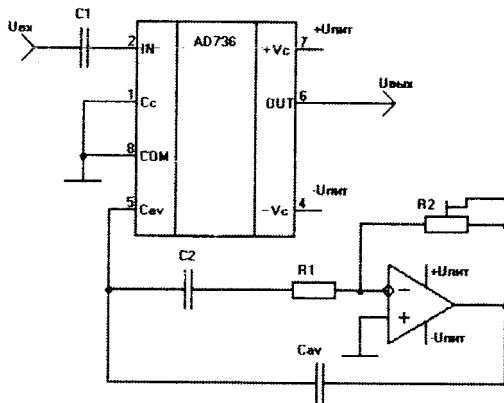 Uвх
C1
2
IN
AD736
+Vc
7
+Uпит
1
Cc
OUT
6
Uвых
8
COM
5
Cav
-Vc
4
-Uпит
R2
C2
R1
-
+Uпит
+
-Uпит
Cav